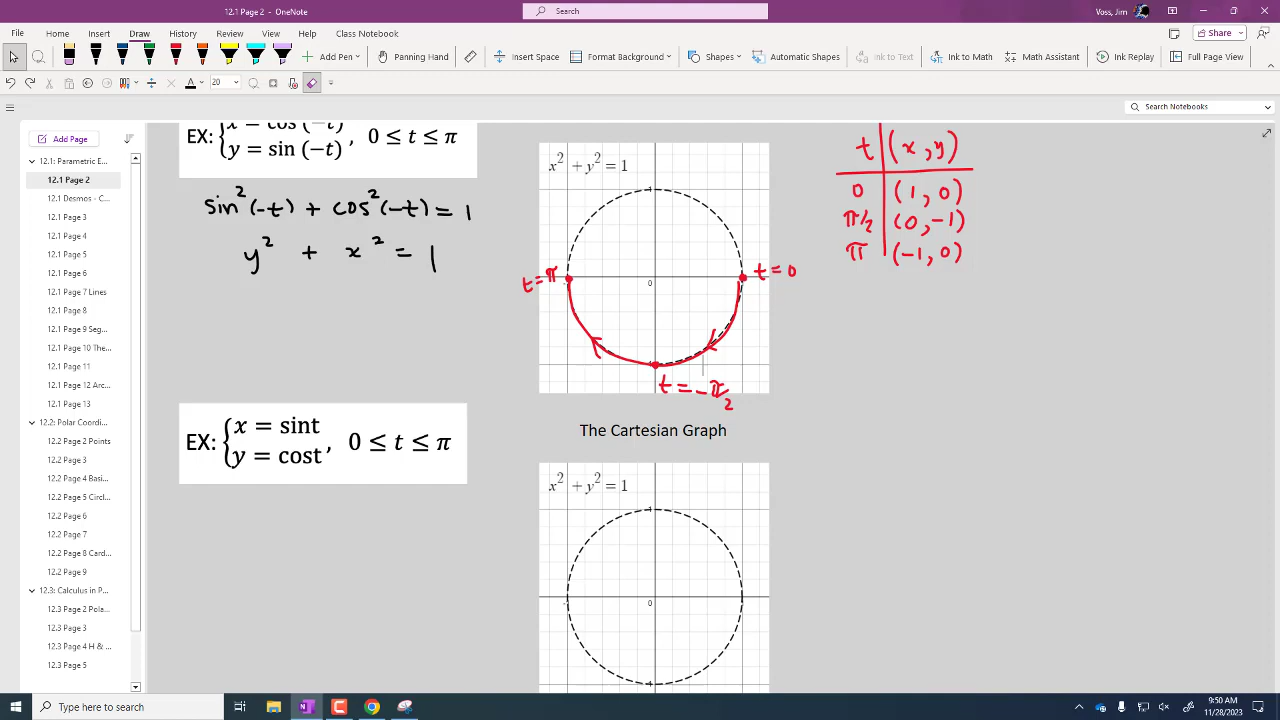 12.1 Page 2 - OneNote
Search
Voss, Jim
File Home Insert Draw History Review View Help Class Notebook
Share
Add Pen
Insert Space
Format Background
Shapes
Automatic Shapes
Ink to Math
Math Assistant
Ink Replay
Full Page View
20
Search Notebooks
Add Page
12.1: Parametric E...
12.1 Page 2
12.1 Desmos - C...
12.1 Page 3
12.1 Page 4
12.1 Page 5
12.1 Page 6
12.1 Page 7 Lines
12.1 Page 8
12.1 Page 9 Seg...
12.1 Page 10 The...
12.1 Page 11
12.1 Page 12 Arc...
12.1 Page 13
12.2: Polar Coordi...
12.2 Page 2 Points
12.2 Page 3
12.2 Page 4 Basi...
12.2 Page 5 Circl...
12.2 Page 6
12.2 Page 7
12.2 Page 8 Card...
12.2 Page 9
12.3: Calculus in P...
12.3 Page 2 Pola...
12.3 Page 3
12.3 Page 4 H & ...
12.3 Page 5
EX: {x = cos (−t)
y = sin (−t) , 0 ≤ t ≤ π
sin²(-t) + cos²(-t) = 1
y² + x² = 1
x² + y² = 1
1
0
t = π
t = 0
t = -π/2
t (x, y)
0 (1, 0)
π/2 (0, -1)
π (-1, 0)
EX: {x = sint
y = cost , 0 ≤ t ≤ π
The Cartesian Graph
x² + y² = 1
1
0
Type here to search
9:50 AM
11/28/2023